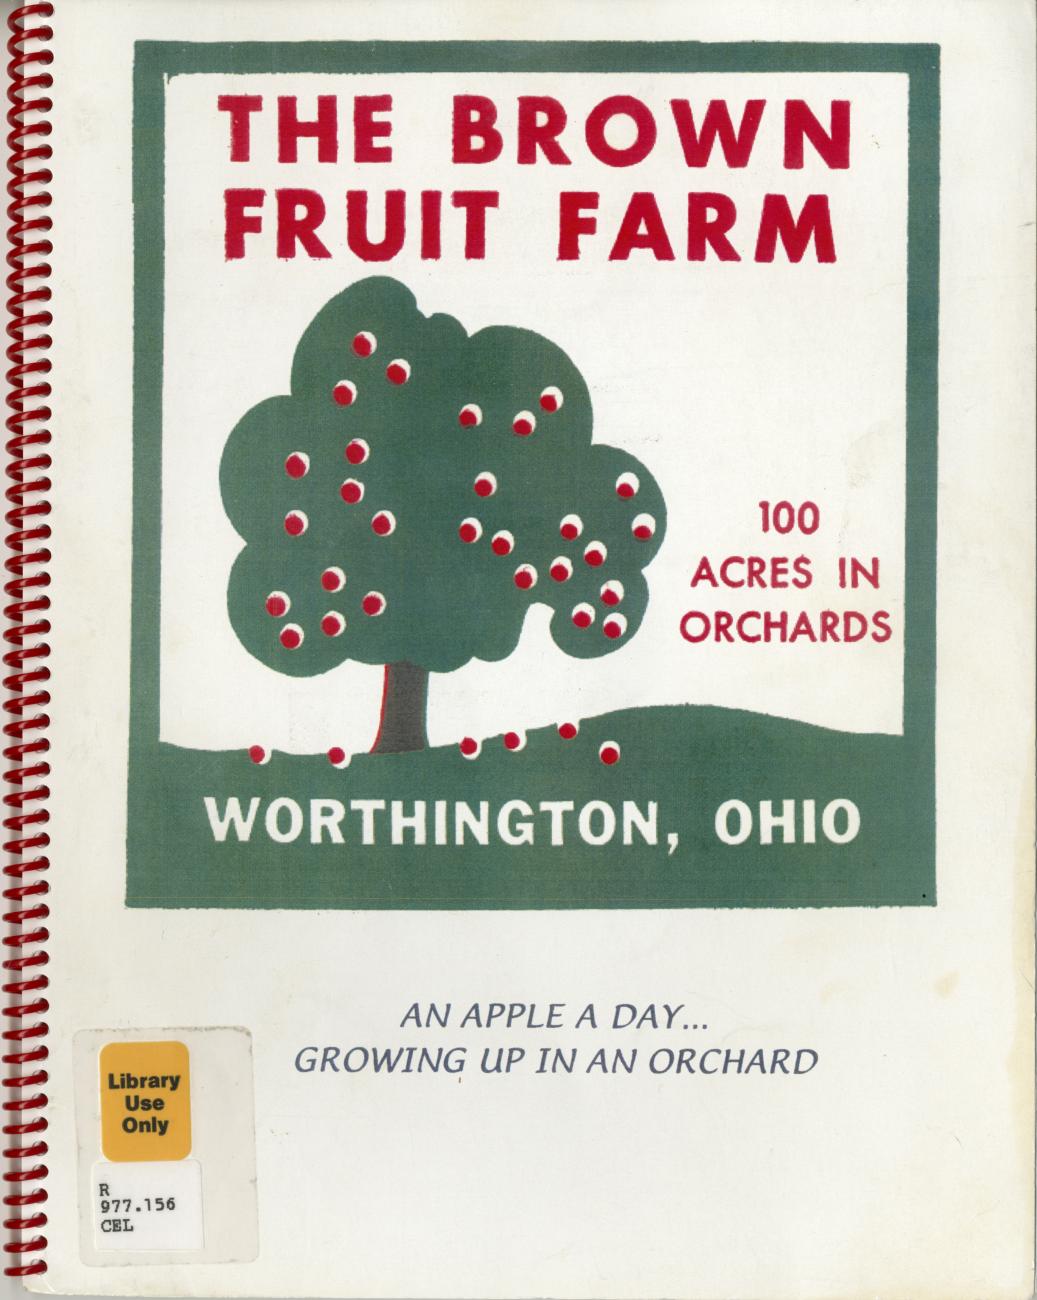 THE BROWN
FRUIT FARM
100
ACRES IN
ORCHARDS
WORTHINGTON, OHIO
AN APPLE A DAY...
GROWING UP IN AN ORCHARD
Library
Use
Only
R
977.156
CEL